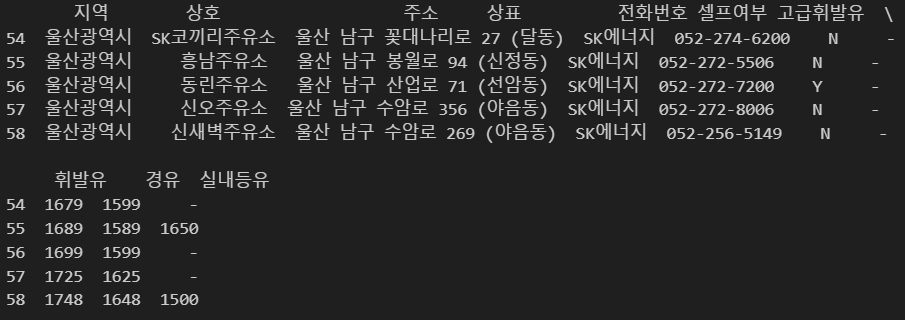 지역 상호 주소 상표 전화번호 셀프여부 고급휘발유 \
54 울산광역시 SK코끼리주유소 울산 남구 꽃대나리로 27 (달동) SK에너지 052-274-6200 N -
55 울산광역시 흥남주유소 울산 남구 봉월로 94 (신정동) SK에너지 052-272-5506 N -
56 울산광역시 동린주유소 울산 남구 산업로 71 (선암동) SK에너지 052-272-7200 Y -
57 울산광역시 신오주유소 울산 남구 수암로 356 (야음동) SK에너지 052-272-8006 N -
58 울산광역시 신새벽주유소 울산 남구 수암로 269 (야음동) SK에너지 052-256-5149 N -
휘발유 경유 실내등유
54 1679 1599 -
55 1689 1589 1650
56 1699 1599 -
57 1725 1625 -
58 1748 1648 1500